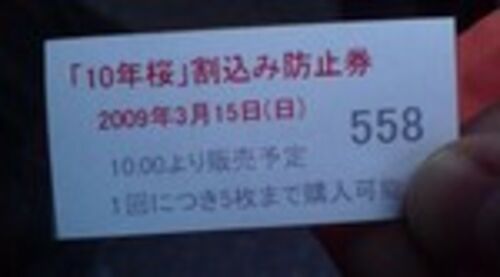 「10年桜」割込み防止券
2009年3月15日(日)
558
10:00より販売予定
1回につき5枚まで購入可能